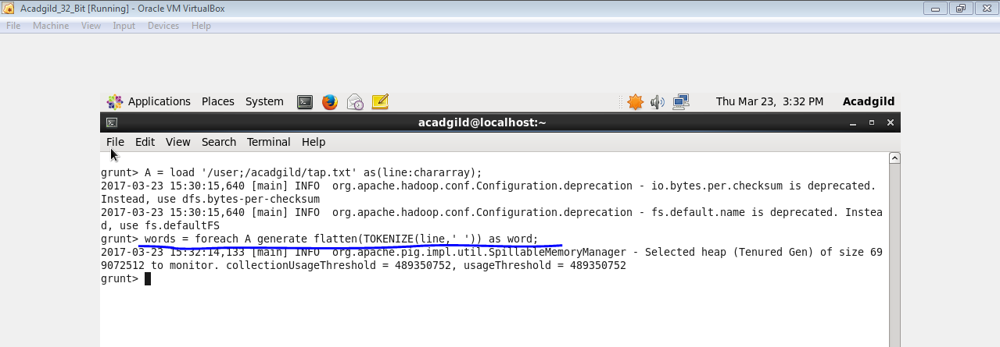 Acadgild_32_Bit [Running] - Oracle VM VirtualBox
File Machine View Input Devices Help
Applications Places System Thu Mar 23, 3:32 PM Acadgild
acadgild@localhost:~
File Edit View Search Terminal Help
grunt> A = load '/user;/acadgild/tap.txt' as(line:chararray);
2017-03-23 15:30:15,640 [main] INFO  org.apache.hadoop.conf.Configuration.deprecation - io.bytes.per.checksum is deprecated.
Instead, use dfs.bytes-per-checksum
2017-03-23 15:30:15,640 [main] INFO  org.apache.hadoop.conf.Configuration.deprecation - fs.default.name is deprecated. Instea
d, use fs.defaultFS
grunt> words = foreach A generate flatten(TOKENIZE(line,' ')) as word;
2017-03-23 15:32:14,133 [main] INFO  org.apache.pig.impl.util.SpillableMemoryManager - Selected heap (Tenured Gen) of size 69
9072512 to monitor. collectionUsageThreshold = 489350752, usageThreshold = 489350752
grunt>